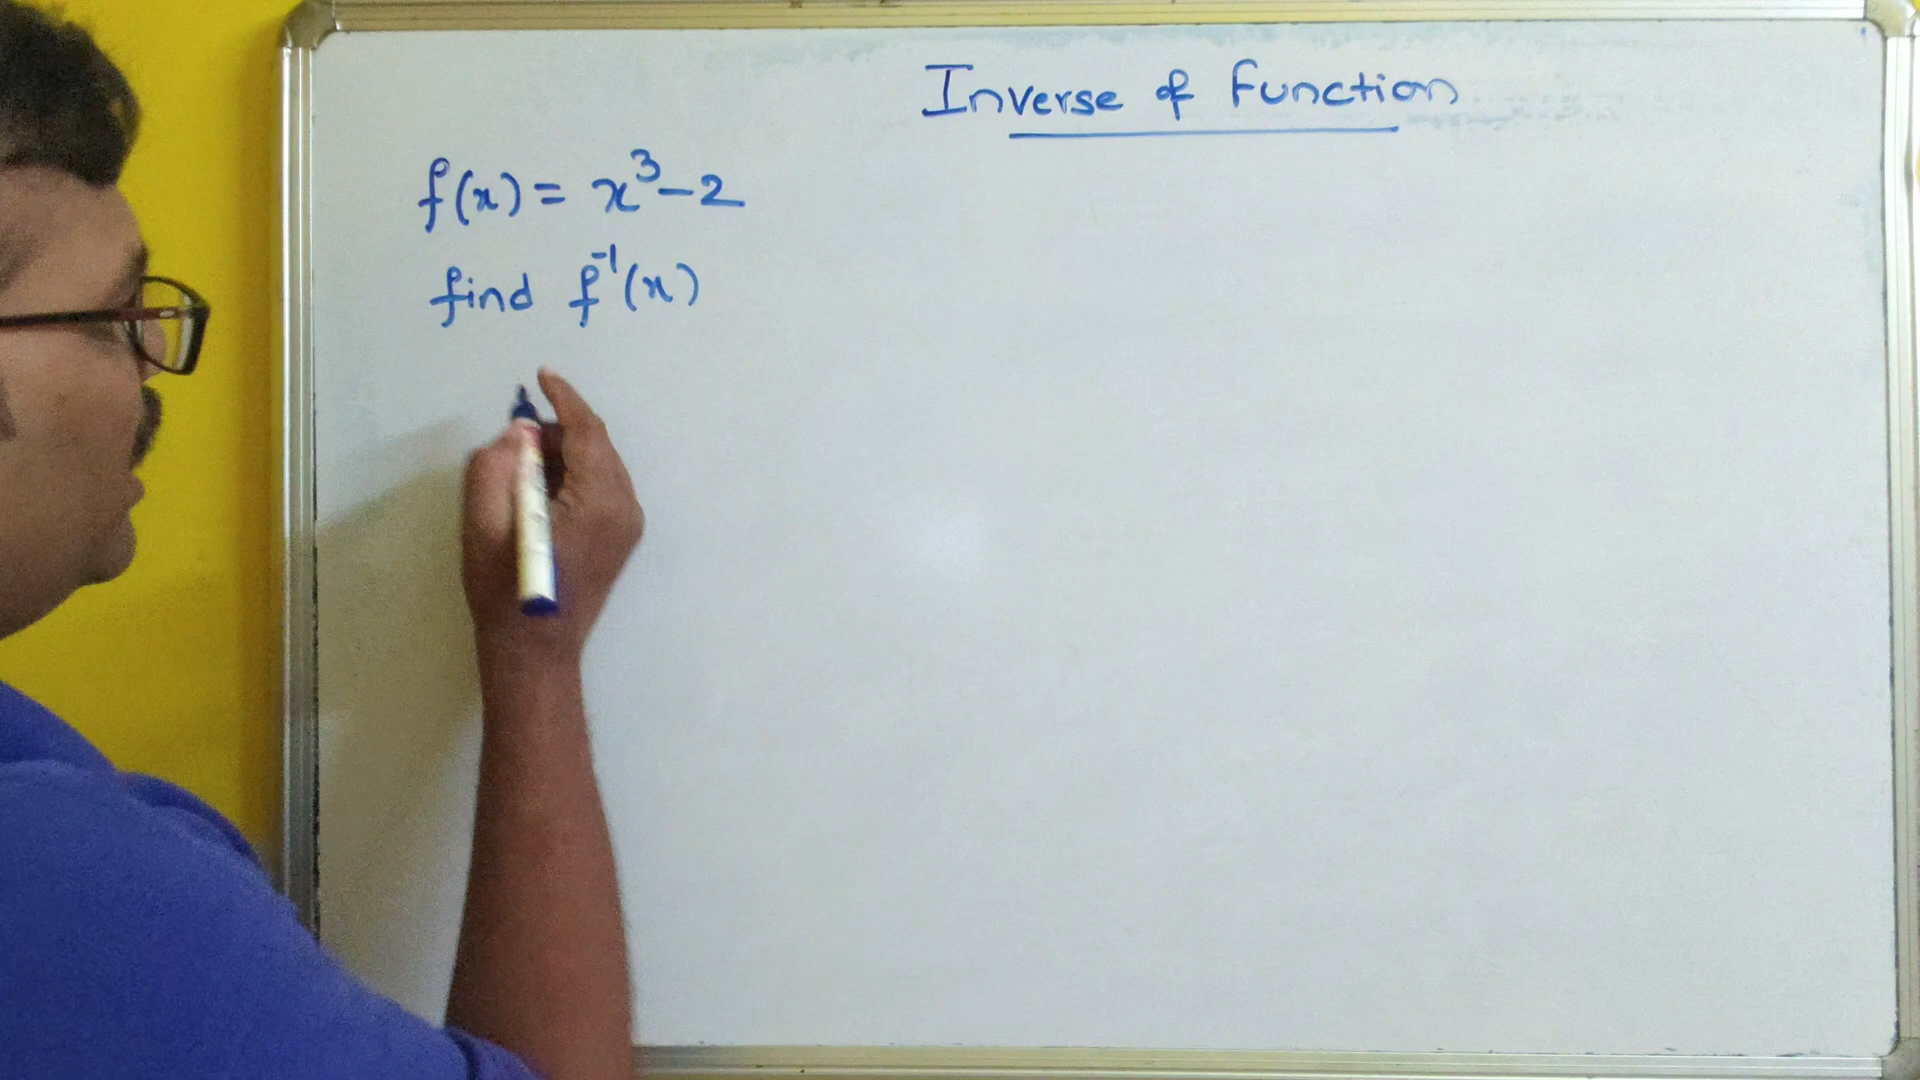 Inverse of function
f(x) = x³-2
find f⁻¹(x)